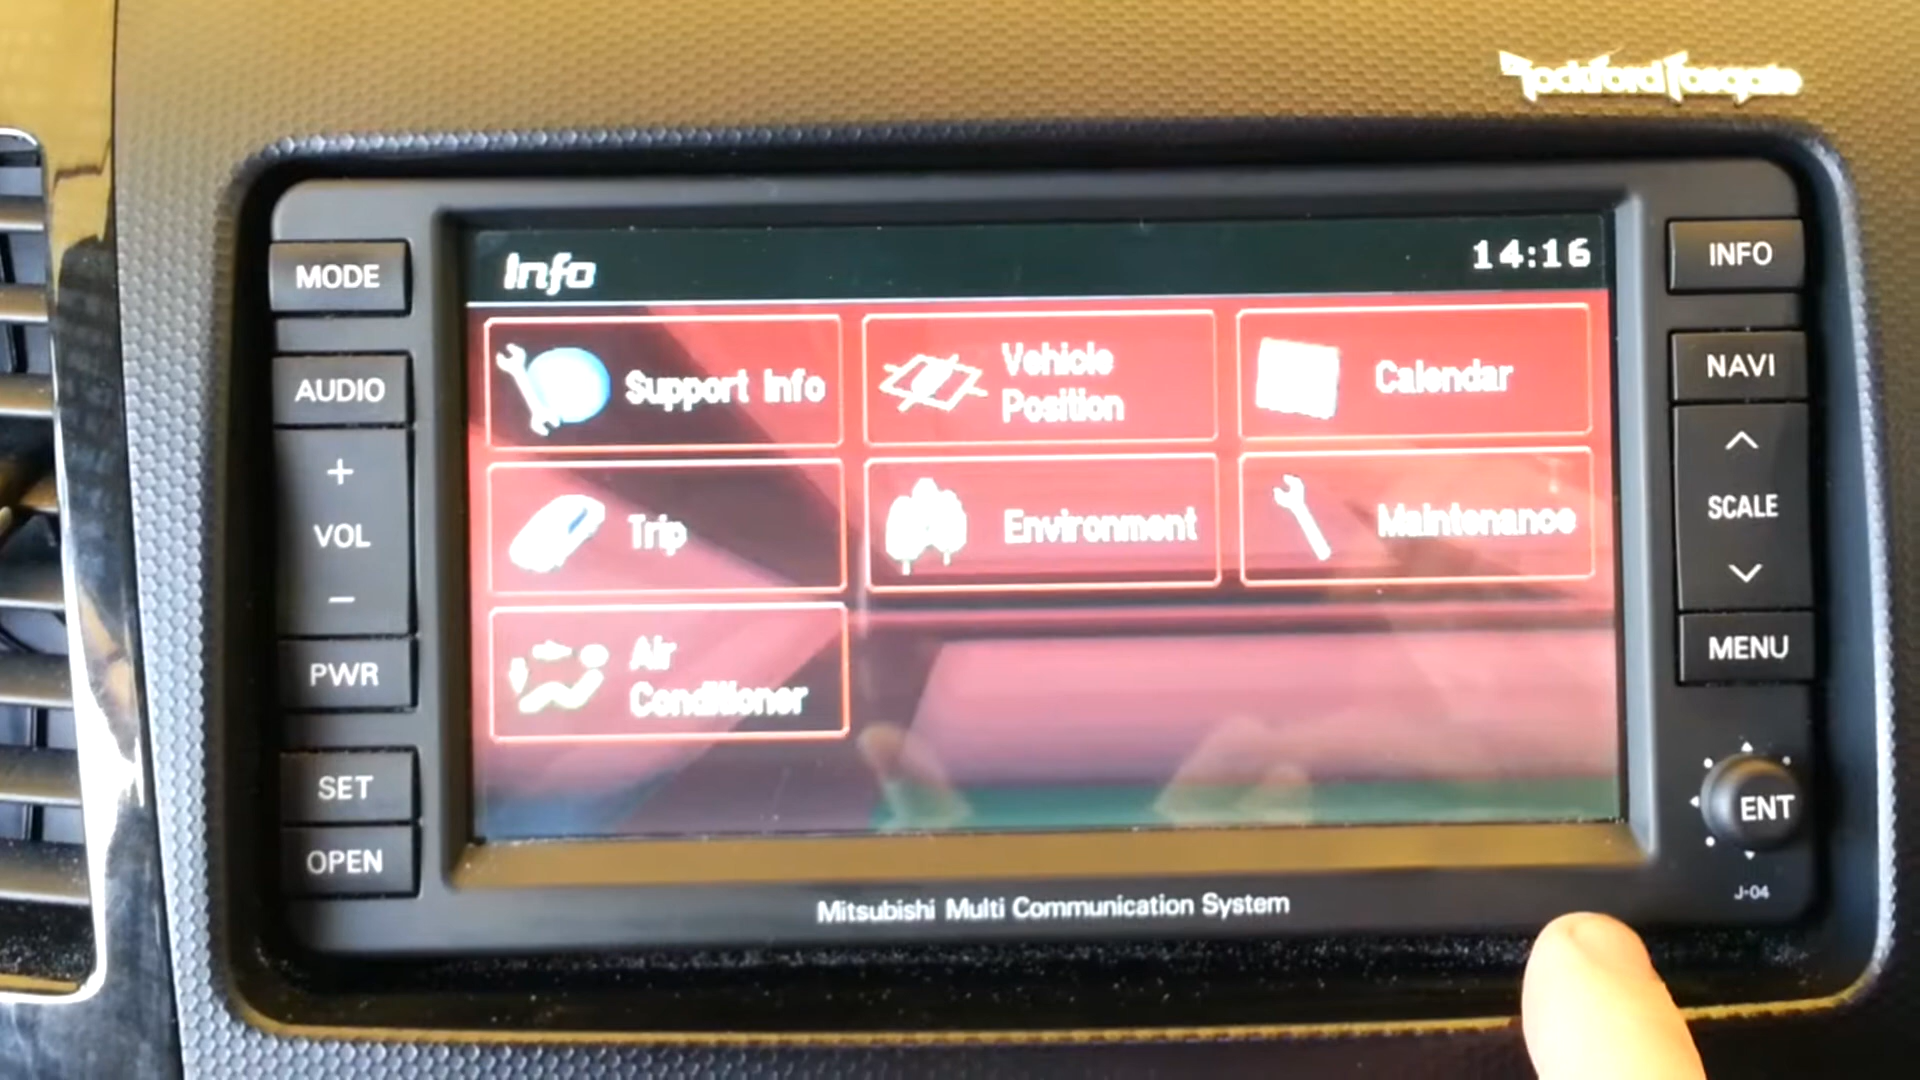 Rockford Fosgate
Info
14:16
Support Info
Vehicle
Position
Calendar
Trip
Environment
Maintenance
Air
Conditioner
MODE
AUDIO
+
VOL
−
PWR
SET
OPEN
INFO
NAVI
SCALE
MENU
ENT
J-04
Mitsubishi Multi Communication System